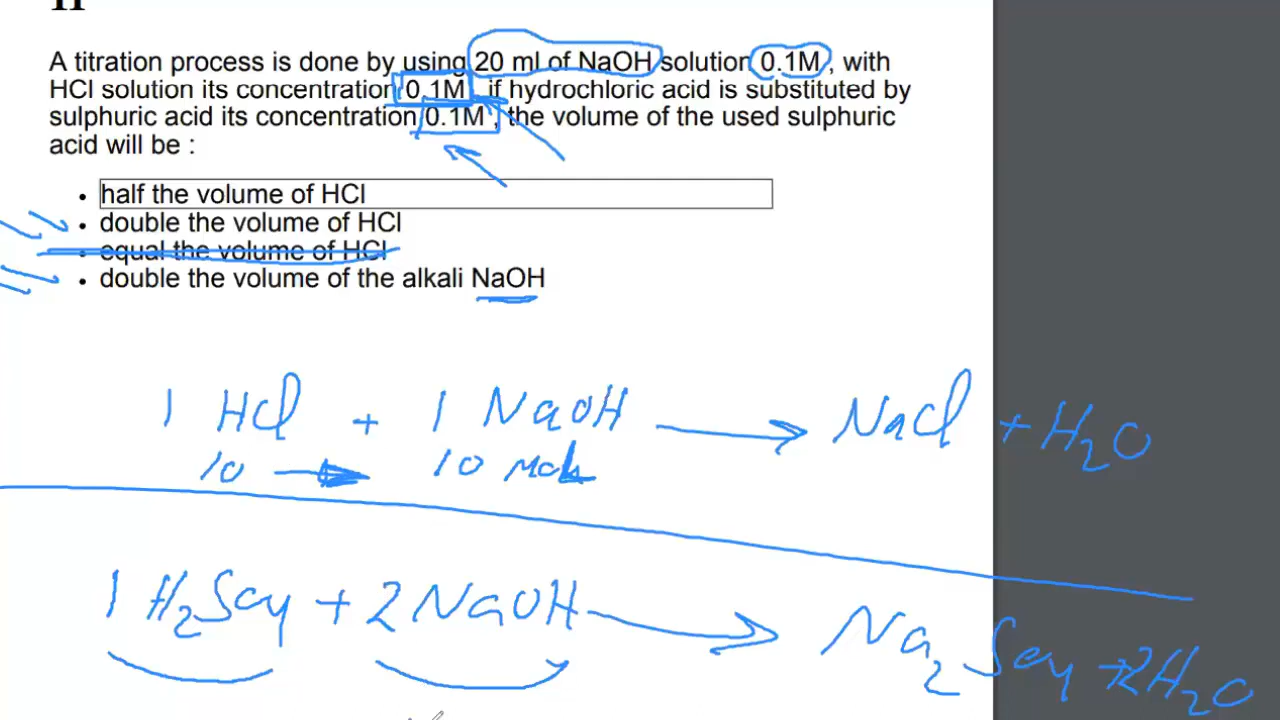 A titration process is done by using 20 ml of NaOH solution 0.1M , with
HCl solution its concentration 0.1M , if hydrochloric acid is substituted by
sulphuric acid its concentration 0.1M , the volume of the used sulphuric
acid will be :
• half the volume of HCl
• double the volume of HCl
• equal the volume of HCl
• double the volume of the alkali NaOH
1 HCl + 1 NaOH → NaCl + H2O
10 → 10 Mol
1 H2SO4 + 2 NaOH → Na2SO4 + 2H2O